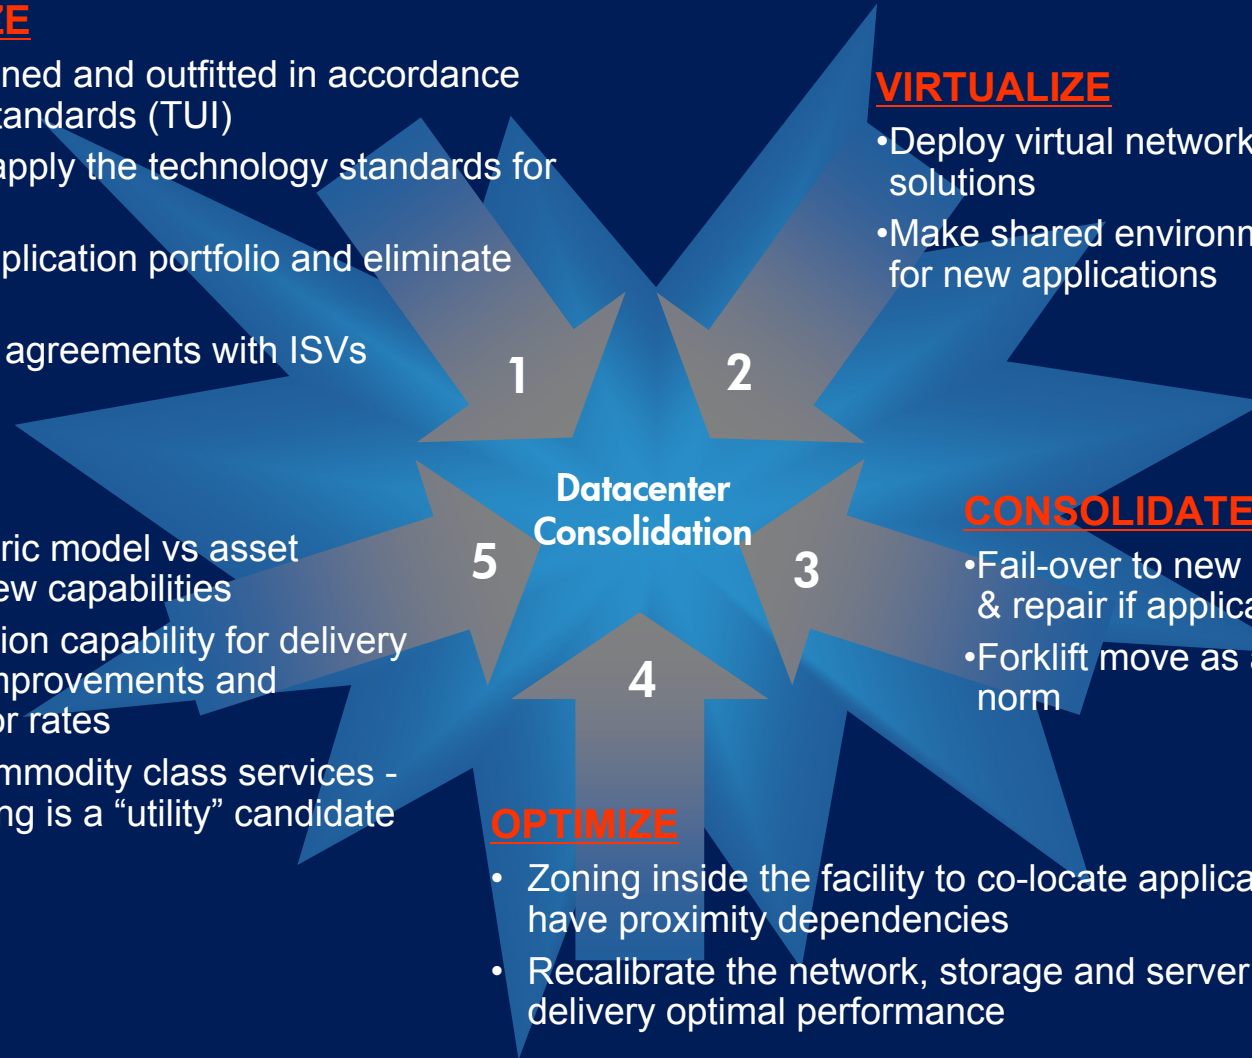 ZE
ned and outfitted in accordance
tandards (TUI)
apply the technology standards for
plication portfolio and eliminate
agreements with ISVs
VIRTUALIZE
•Deploy virtual network
solutions
•Make shared environm
for new applications
1
2
Datacenter
Consolidation
5
3
4
ric model vs asset
ew capabilities
ion capability for delivery
mprovements and
or rates
mmodity class services -
ng is a “utility” candidate
CONSOLIDATE
•Fail-over to new
& repair if applica
•Forklift move as a
norm
OPTIMIZE
• Zoning inside the facility to co-locate applica
have proximity dependencies
• Recalibrate the network, storage and server
delivery optimal performance